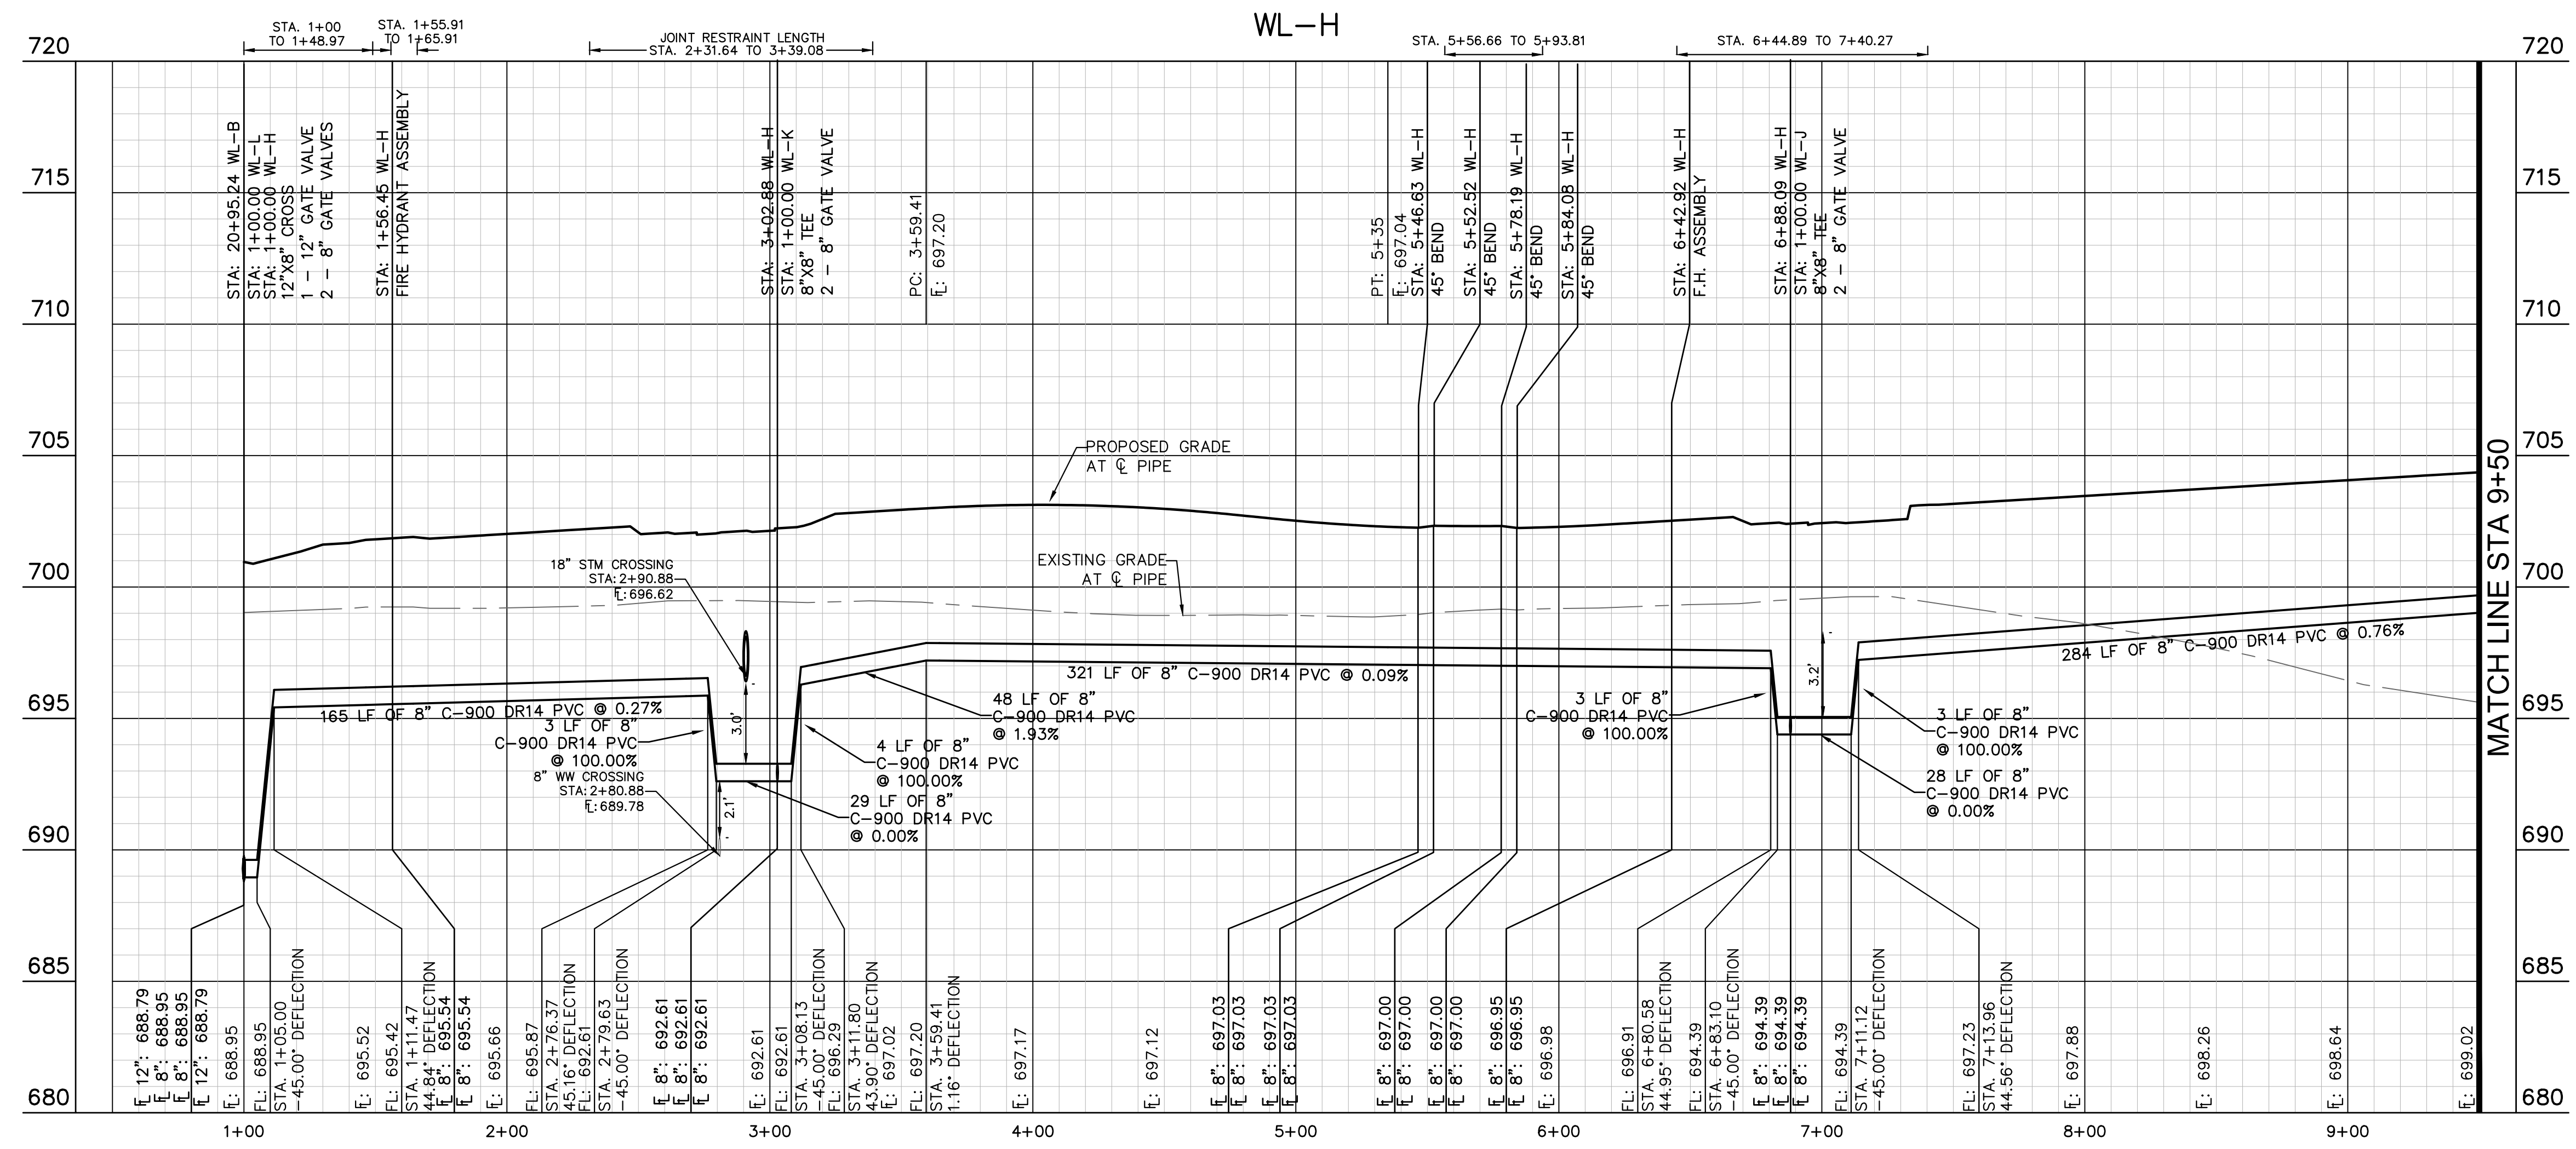 WL-H
STA. 1+00
TO 1+48.97
STA. 1+55.91
TO 1+65.91
JOINT RESTRAINT LENGTH
STA. 2+31.64 TO 3+39.08
STA. 5+56.66 TO 5+93.81
STA. 6+44.89 TO 7+40.27
720
715
710
705
700
695
690
685
680
720
715
710
705
700
695
690
685
680
STA: 20+95.24 WL-B
STA: 1+00.00 WL-L
STA: 1+00.00 WL-H
12"X8" CROSS
1 - 12" GATE VALVE
2 - 8" GATE VALVES
STA: 1+56.45 WL-H
FIRE HYDRANT ASSEMBLY
STA: 3+02.88 WL-H
STA: 1+00.00 WL-K
8"X8" TEE
2 - 8" GATE VALVE
PC: 3+59.41
FL: 697.20
PT: 5+35
FL: 697.04
STA: 5+46.63 WL-H
45° BEND
STA: 5+52.52 WL-H
45° BEND
STA: 5+78.19 WL-H
45° BEND
STA: 5+84.08 WL-H
45° BEND
STA: 6+42.92 WL-H
F.H. ASSEMBLY
STA: 6+88.09 WL-H
STA: 1+00.00 WL-J
8"X8" TEE
2 - 8" GATE VALVE
PROPOSED GRADE
AT ℄ PIPE
EXISTING GRADE
AT ℄ PIPE
18" STM CROSSING
STA:2+90.88
FL:696.62
165 LF OF 8" C-900 DR14 PVC @ 0.27%
3 LF OF 8"
C-900 DR14 PVC
@ 100.00%
8" WW CROSSING
STA:2+80.88
FL:689.78
3.0'
2.1'
4 LF OF 8"
C-900 DR14 PVC
@ 100.00%
29 LF OF 8"
C-900 DR14 PVC
@ 0.00%
48 LF OF 8"
C-900 DR14 PVC
@ 1.93%
321 LF OF 8" C-900 DR14 PVC @ 0.09%
3 LF OF 8"
C-900 DR14 PVC
@ 100.00%
3.2'
3 LF OF 8"
C-900 DR14 PVC
@ 100.00%
28 LF OF 8"
C-900 DR14 PVC
@ 0.00%
284 LF OF 8" C-900 DR14 PVC @ 0.76%
MATCH LINE STA 9+50
FL 12": 688.79
FL 8": 688.95
FL 8": 688.95
FL 12": 688.79
FL: 688.95
FL: 688.95
STA. 1+05.00
-45.00° DEFLECTION
FL: 695.52
FL: 695.42
STA. 1+11.47
44.84° DEFLECTION
FL 8": 695.54
FL 8": 695.54
FL: 695.66
FL: 695.87
STA. 2+76.37
45.16° DEFLECTION
FL: 692.61
STA. 2+79.63
-45.00° DEFLECTION
FL 8": 692.61
FL 8": 692.61
FL 8": 692.61
FL: 692.61
FL: 692.61
STA. 3+08.13
-45.00° DEFLECTION
FL: 696.29
STA. 3+11.80
43.90° DEFLECTION
FL: 697.02
FL: 697.20
STA. 3+59.41
1.16° DEFLECTION
FL: 697.17
FL: 697.12
FL 8": 697.03
FL 8": 697.03
FL 8": 697.03
FL 8": 697.03
FL 8": 697.00
FL 8": 697.00
FL 8": 697.00
FL 8": 697.00
FL 8": 696.95
FL 8": 696.95
FL: 696.98
FL: 696.91
STA. 6+80.58
44.95° DEFLECTION
FL: 694.39
STA. 6+83.10
-45.00° DEFLECTION
FL 8": 694.39
FL 8": 694.39
FL 8": 694.39
FL: 694.39
STA. 7+11.12
-45.00° DEFLECTION
FL: 697.23
STA. 7+13.96
44.56° DEFLECTION
FL: 697.88
FL: 698.26
FL: 698.64
FL: 699.02
1+00
2+00
3+00
4+00
5+00
6+00
7+00
8+00
9+00